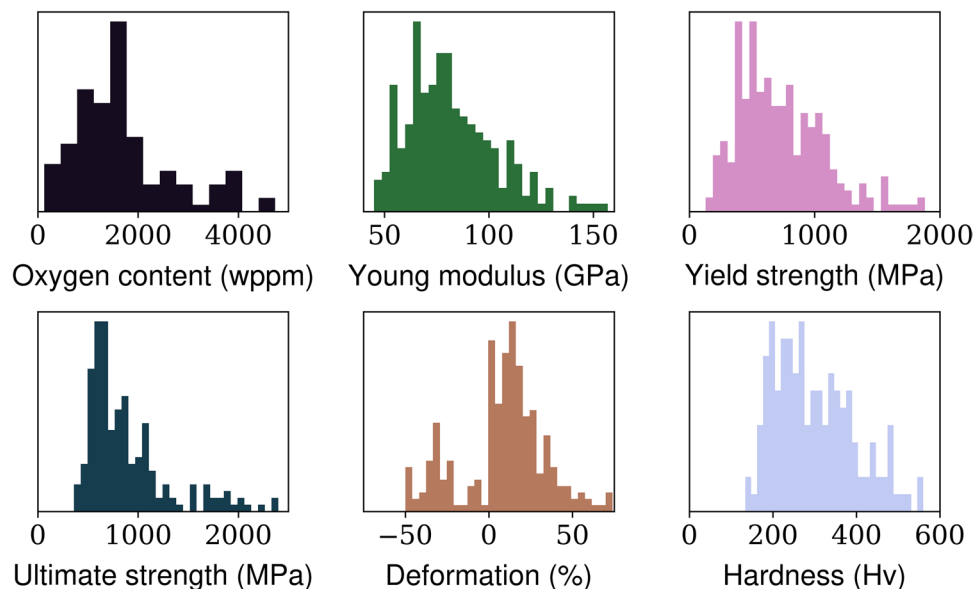 0 2000 4000
Oxygen content (wppm)
50 100 150
Young modulus (GPa)
0 1000 2000
Yield strength (MPa)
0 1000 2000
Ultimate strength (MPa)
−50 0 50
Deformation (%)
0 200 400 600
Hardness (Hv)